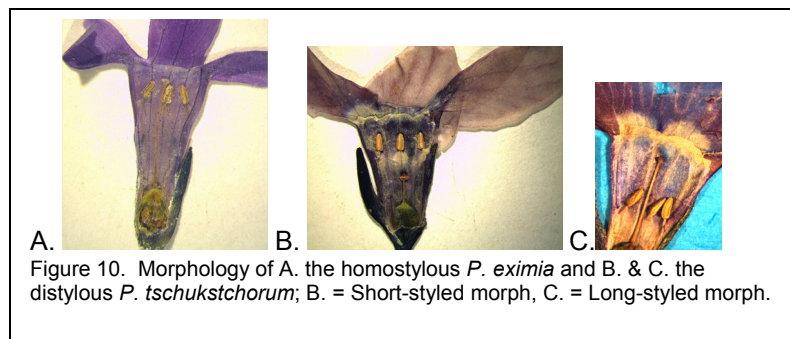 A. B. C.
Figure 10. Morphology of A. the homostylous P. eximia and B. & C. the
distylous P. tschukstchorum; B. = Short-styled morph, C. = Long-styled morph.